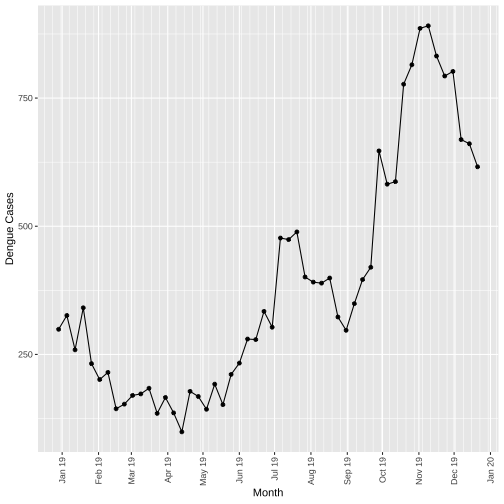 Dengue Cases
750
500
250
Jan 19
Feb 19
Mar 19
Apr 19
May 19
Jun 19
Jul 19
Aug 19
Sep 19
Oct 19
Nov 19
Dec 19
Jan 20
Month